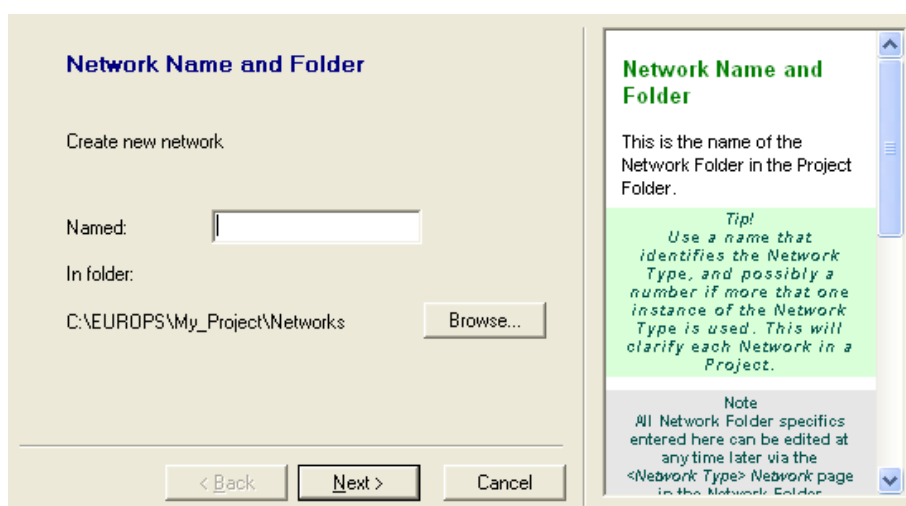 Network Name and Folder
Create new network
Named:
In folder:
C:\EUROPS\My_Project\Networks
Browse...
< Back
Next >
Cancel
Network Name and
Folder
This is the name of the
Network Folder in the Project
Folder.
Tip!
Use a name that
identifies the Network
Type, and possibly a
number if more that one
instance of the Network
Type is used. This will
clarify each Network in a
Project.
Note
All Network Folder specifics
entered here can be edited at
any time later via the
<Network Type> Network page
in the Network Folder